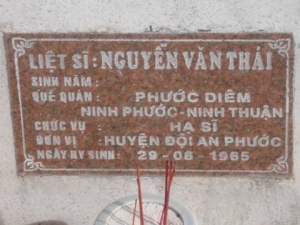 LIỆT SĨ : NGUYỄN VĂN THÁI
SINH NĂM :
QUÊ QUÁN : PHƯỚC DIÊM
NINH PHƯỚC - NINH THUẬN
CHỨC VỤ : HẠ SĨ
ĐƠN VỊ : HUYỆN ĐỘI AN PHƯỚC
NGÀY HY SINH : 29-06-1965